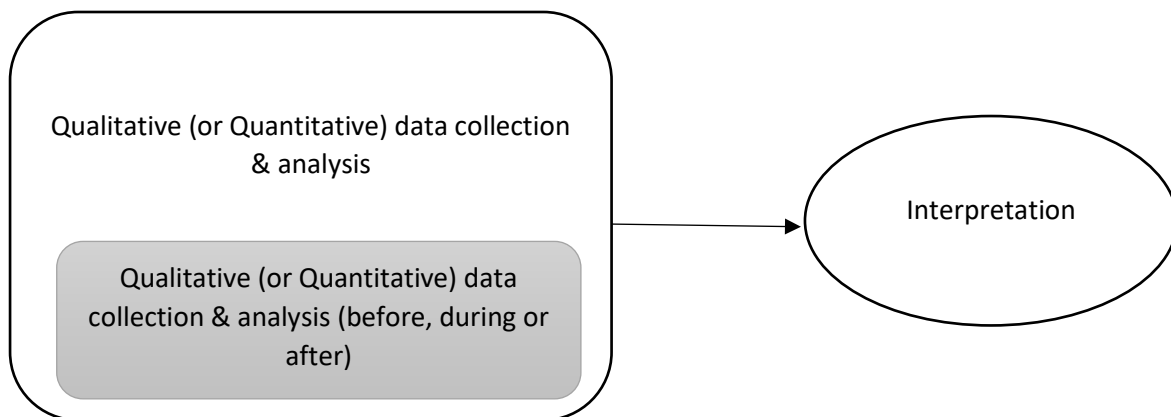 Qualitative (or Quantitative) data collection
& analysis
Interpretation
Qualitative (or Quantitative) data
collection & analysis (before, during or
after)